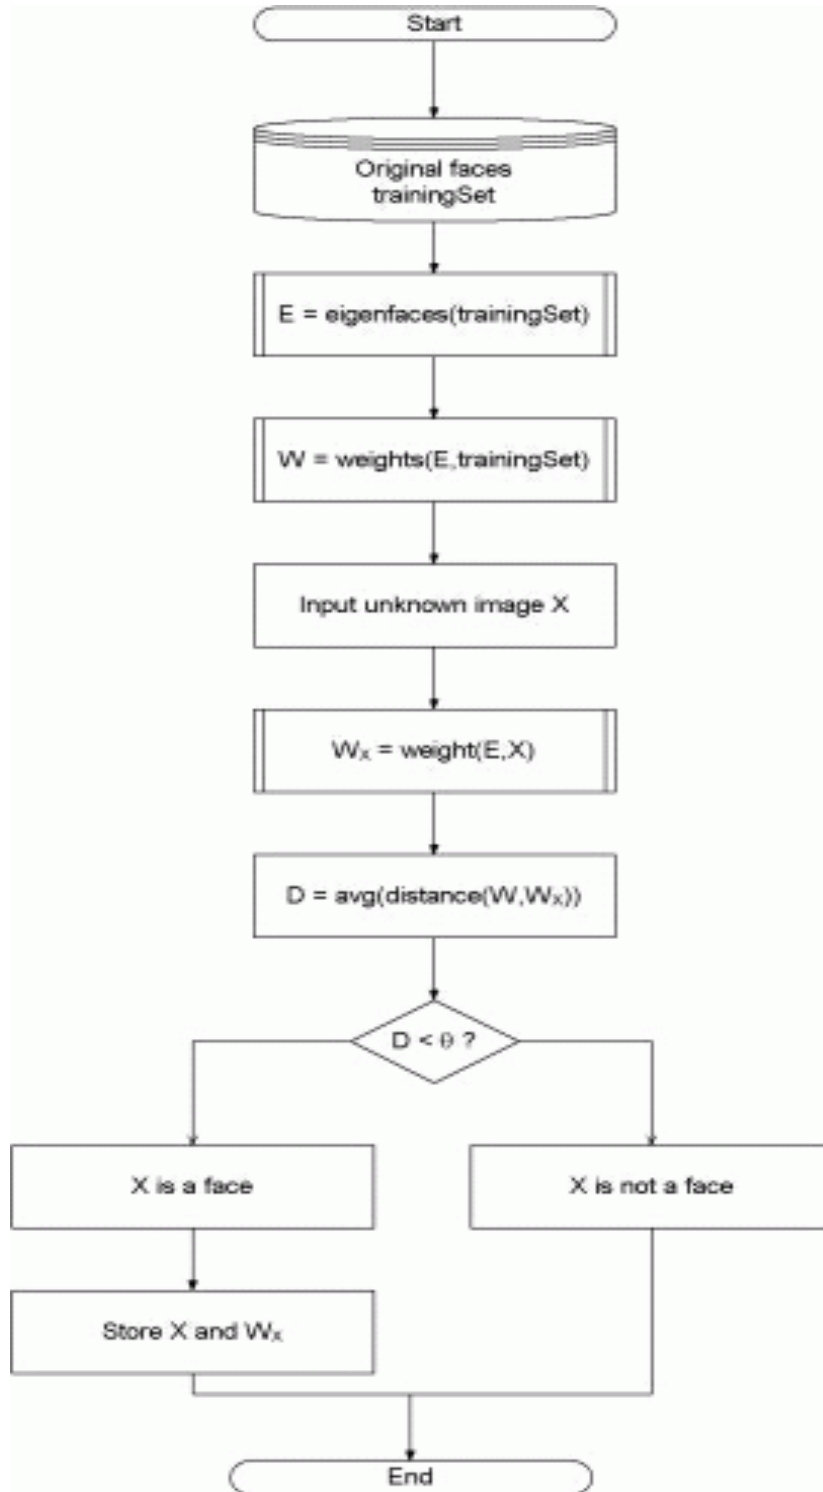 Start
Original faces
trainingSet
E = eigenfaces(trainingSet)
W = weights(E,trainingSet)
Input unknown image X
Wₓ = weight(E,X)
D = avg(distance(W,Wₓ))
D < θ ?
X is a face
X is not a face
Store X and Wₓ
End